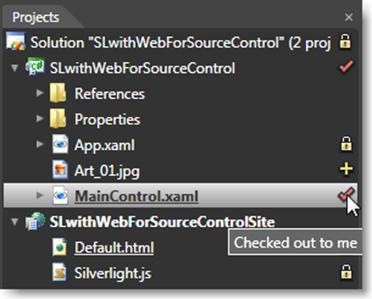 Projects
Solution "SLwithWebForSourceControl" (2 proj
SLwithWebForSourceControl
References
Properties
App.xaml
Art_01.jpg
MainControl.xaml
SLwithWebForSourceControlSite
Default.html
Checked out to me
Silverlight.js